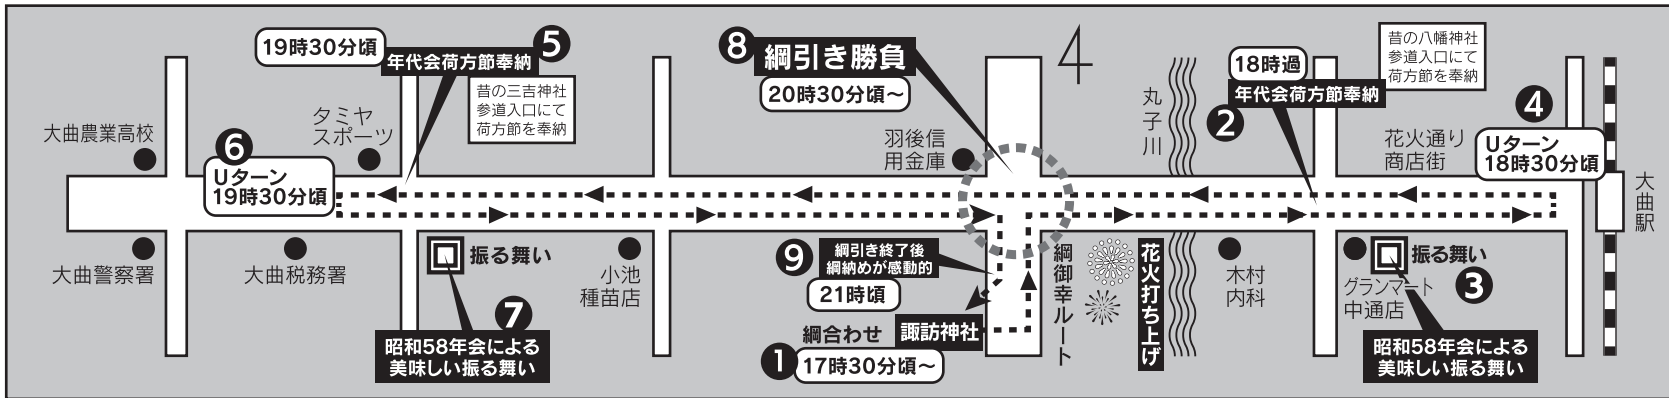 19時30分頃
5
年代会荷方節奉納
昔の三吉神社
参道入口にて
荷方節を奉納
8
綱引き勝負
20時30分頃～
4
丸子川
18時過
年代会荷方節奉納
2
昔の八幡神社
参道入口にて
荷方節を奉納
4
Uターン
18時30分頃
大曲農業高校
6
Uターン
19時30分頃
タミヤ
スポーツ
羽後信
用金庫
花火通り
商店街
大曲駅
大曲警察署
大曲税務署
振る舞い
7
昭和58年会による
美味しい振る舞い
小池
種苗店
9
綱引き終了後
綱納めが感動的
21時頃
綱合わせ
諏訪神社
1
17時30分頃～
綱御幸ルート
花火打ち上げ
木村
内科
グランマート
中通店
振る舞い
3
昭和58年会による
美味しい振る舞い